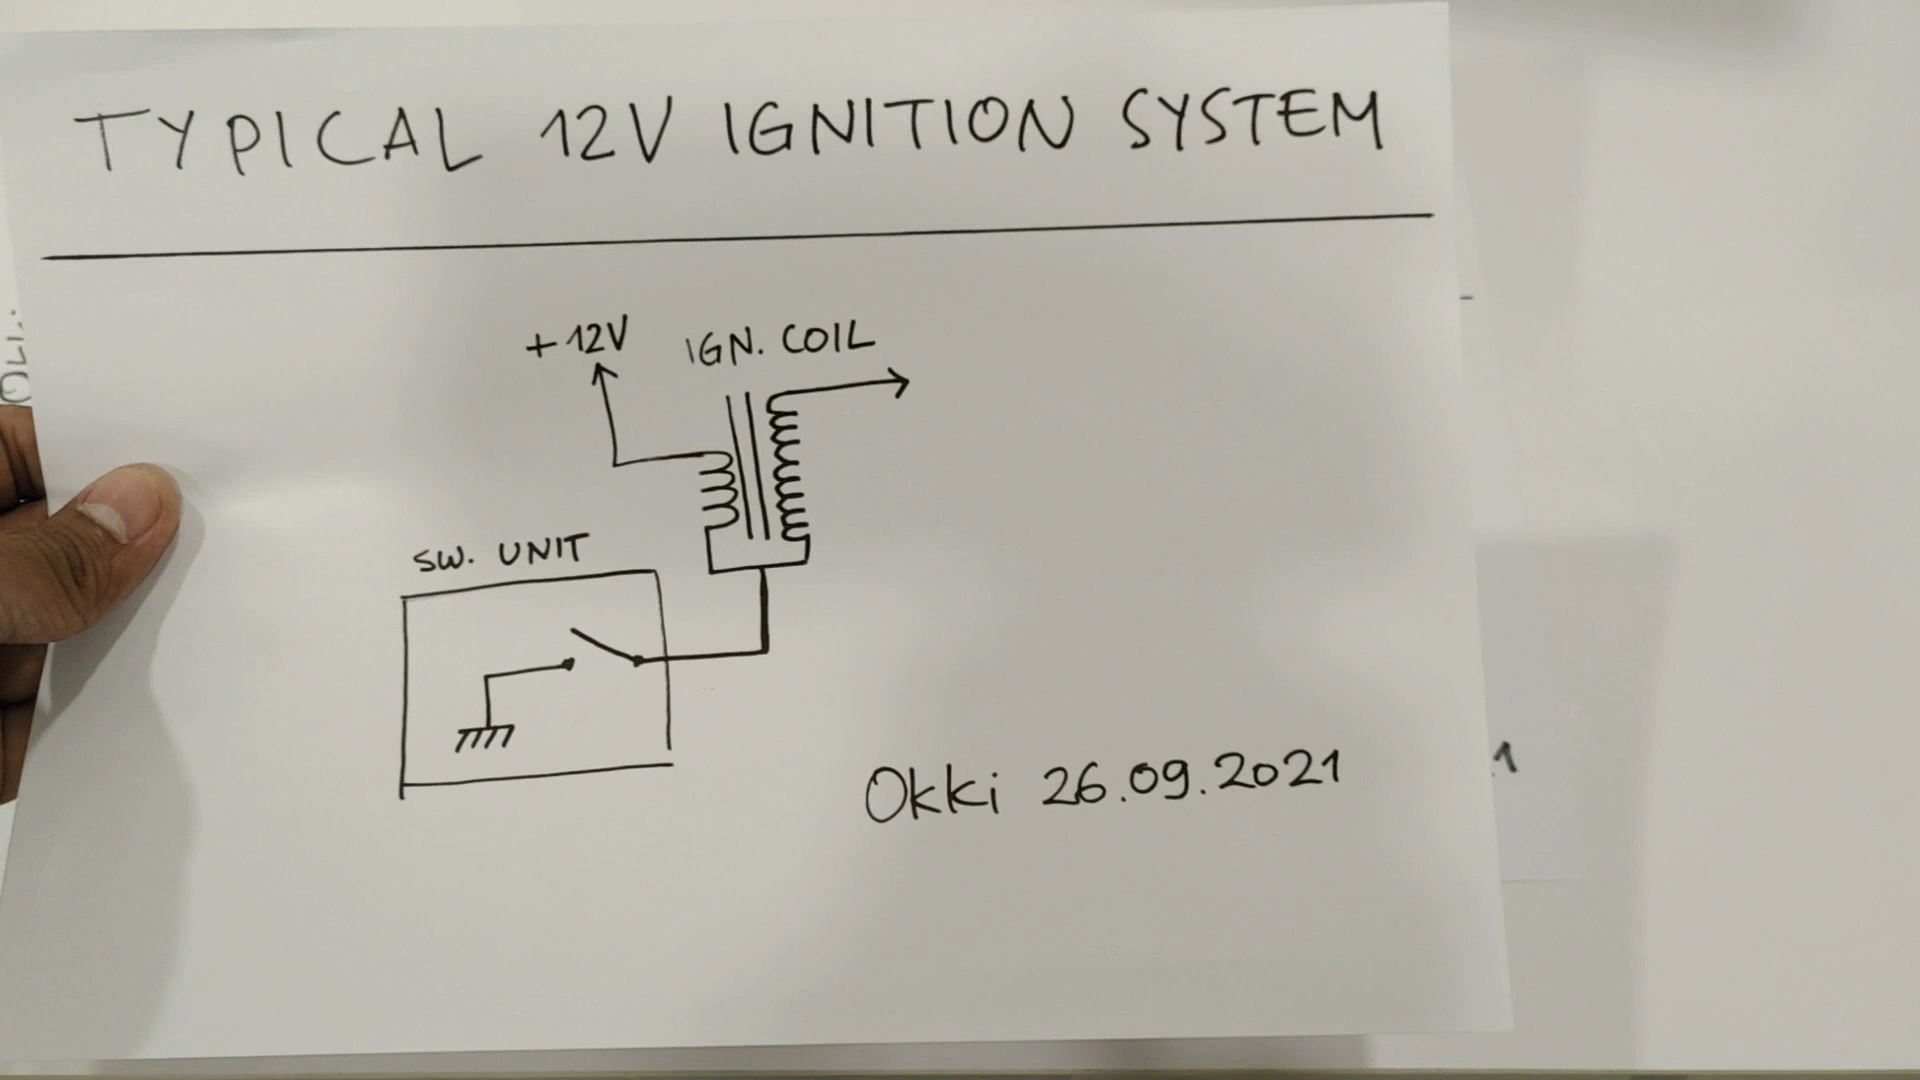 TYPICAL 12V IGNITION SYSTEM
+12V IGN. COIL
SW. UNIT
Okki 26.09.2021